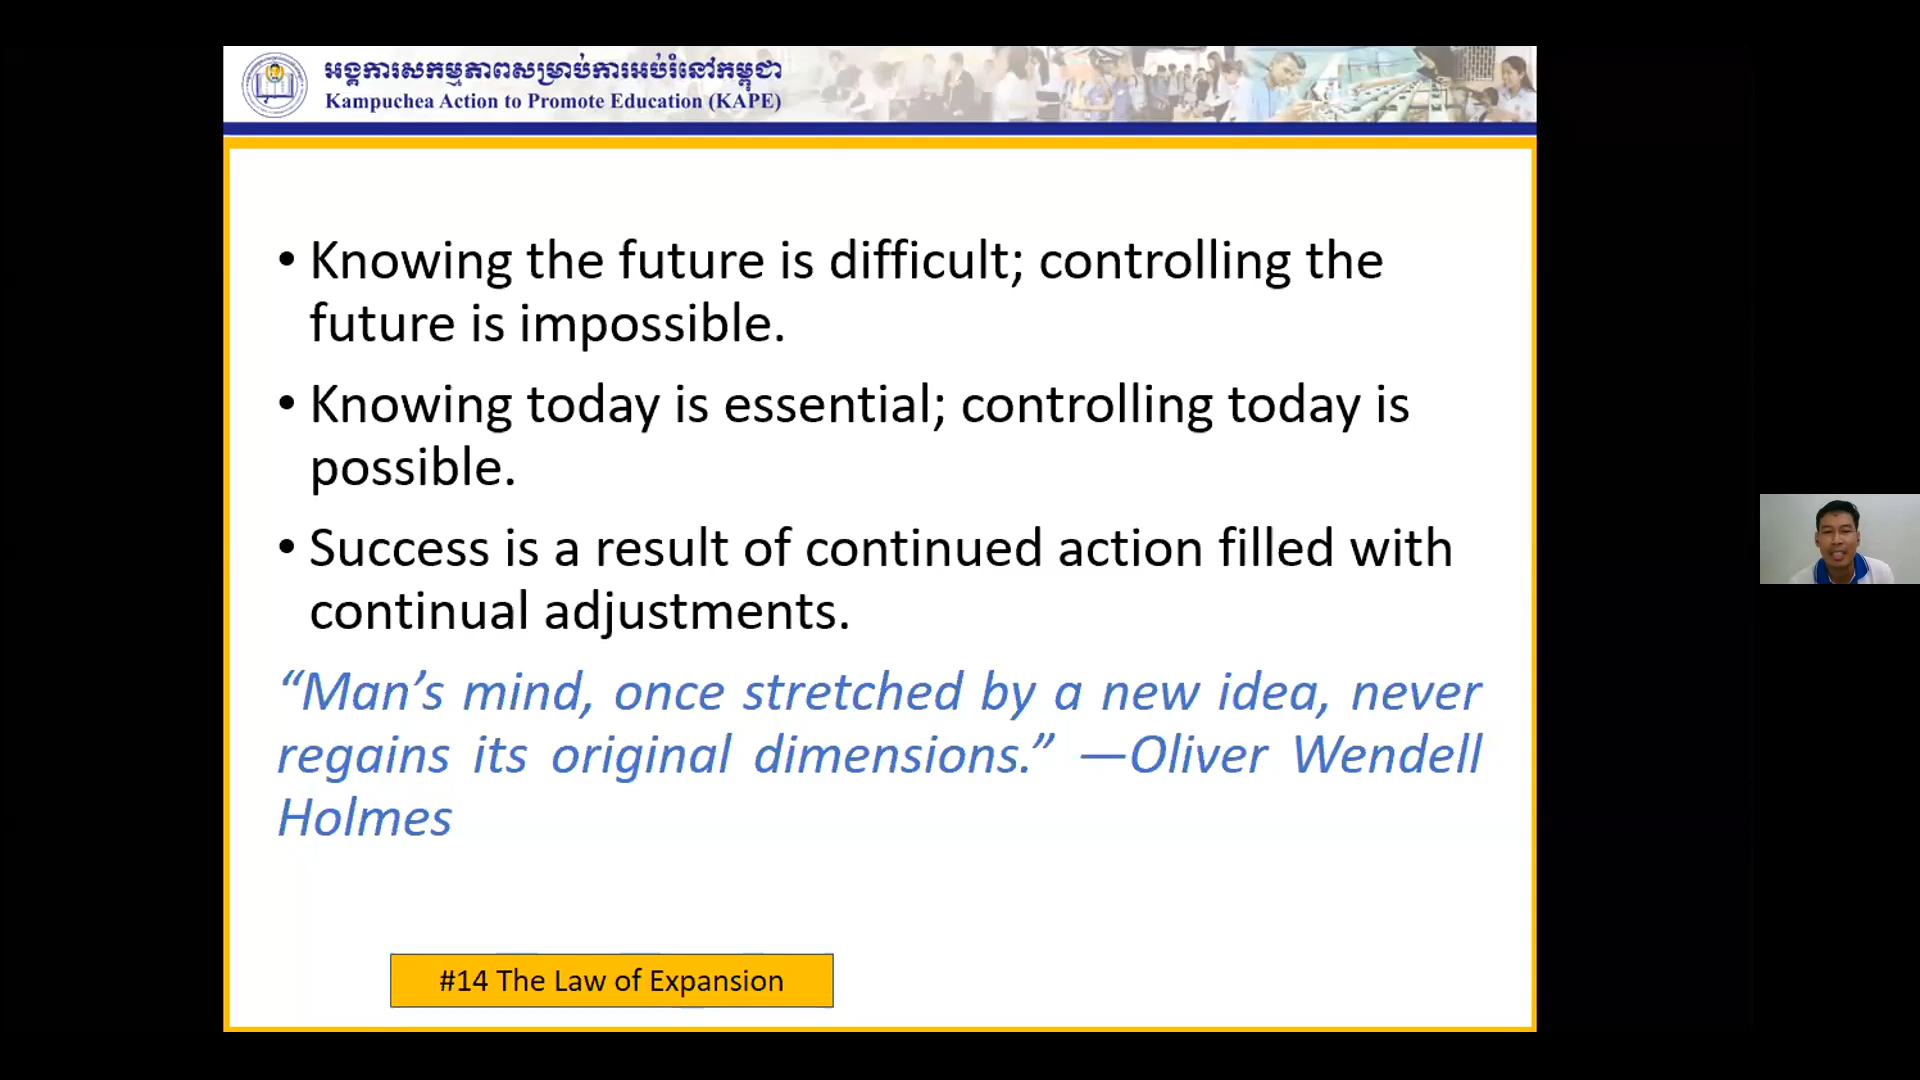 អង្គការសកម្មភាពសម្រាប់ការអប់រំនៅកម្ពុជា
Kampuchea Action to Promote Education (KAPE)
• Knowing the future is difficult; controlling the
future is impossible.
• Knowing today is essential; controlling today is
possible.
• Success is a result of continued action filled with
continual adjustments.
“Man’s mind, once stretched by a new idea, never
regains its original dimensions.” —Oliver Wendell
Holmes
#14 The Law of Expansion